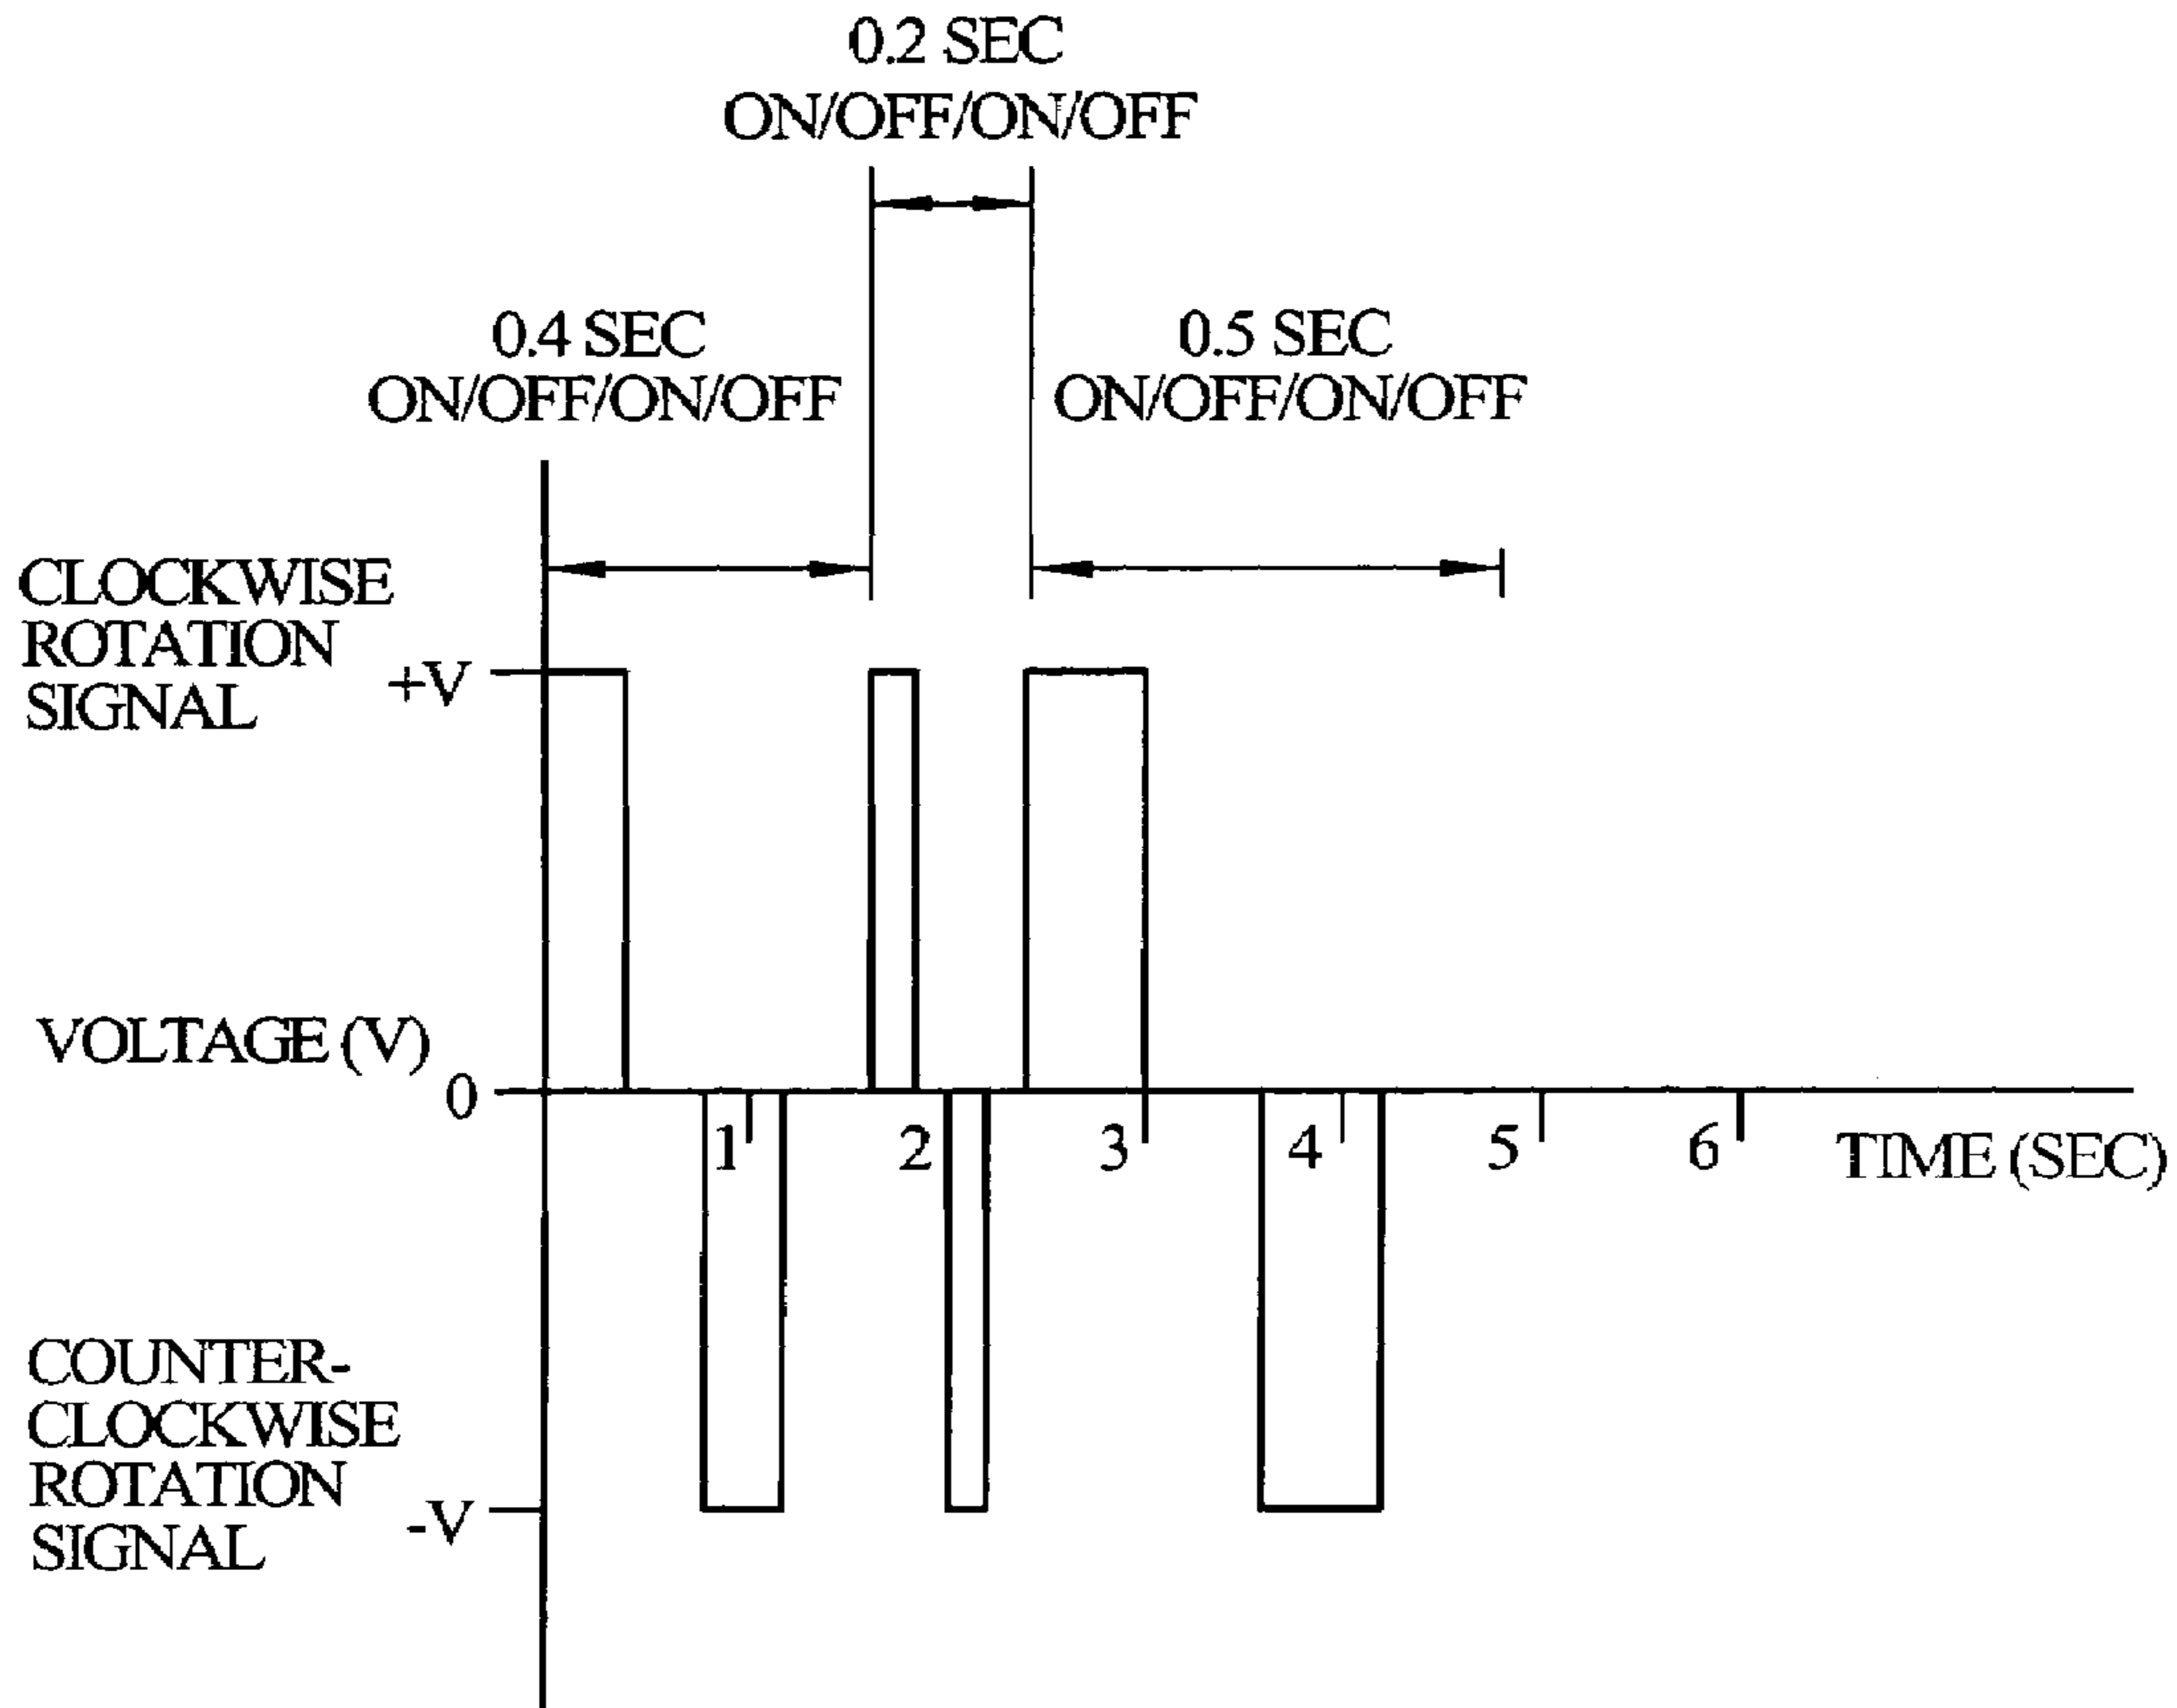 0.2 SEC
ON/OFF/ON/OFF
0.4 SEC
ON/OFF/ON/OFF
0.5 SEC
ON/OFF/ON/OFF
CLOCKWISE
ROTATION
SIGNAL
+V
VOLTAGE (V)
0
1
2
3
4
5
6
TIME (SEC)
COUNTER-
CLOCKWISE
ROTATION
SIGNAL
-V